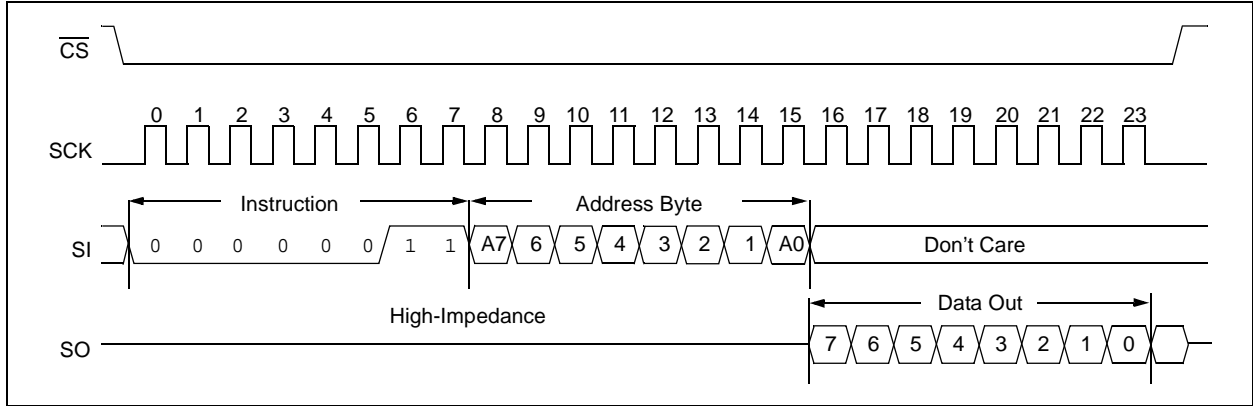 CS
0 1 2 3 4 5 6 7 8 9 10 11 12 13 14 15 16 17 18 19 20 21 22 23
SCK
Instruction Address Byte
SI 0 0 0 0 0 0 1 1 A7 6 5 4 3 2 1 A0 Don't Care
High-Impedance Data Out
SO 7 6 5 4 3 2 1 0